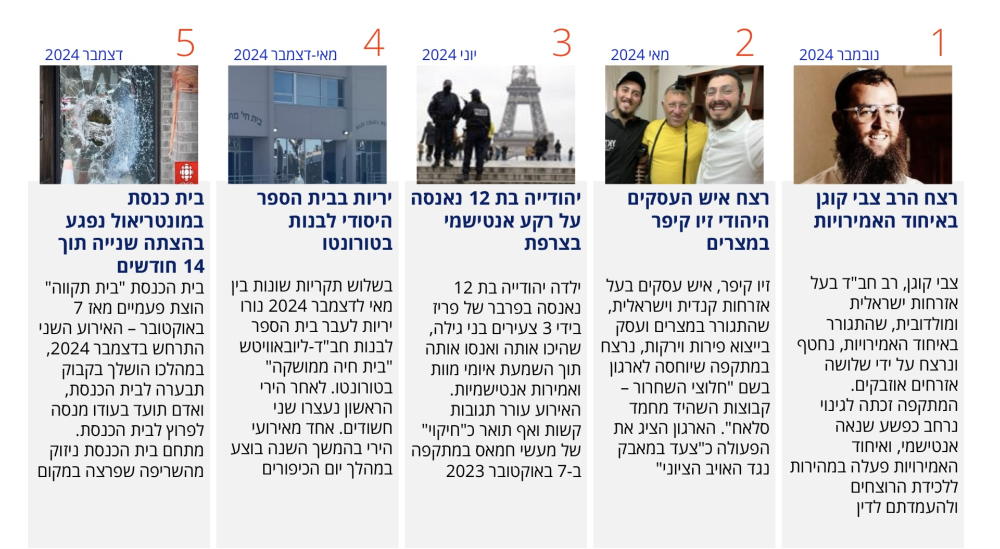 1
נובמבר 2024
רצח הרב צבי קוגן
באיחוד האמירויות
צבי קוגן, רב חב"ד בעל
אזרחות ישראלית
ומולדובית, שהתגורר
באיחוד האמירויות, נחטף
ונרצח על ידי שלושה
אזרחים אוזבקים.
המתקפה זכתה לגינוי
נרחב כפשע שנאה
אנטישמי, ואיחוד
האמירויות פעלה במהירות
ללכידת הרוצחים
ולהעמדתם לדין
2
מאי 2024
רצח איש העסקים
היהודי זיו קיפר
במצרים
זיו קיפר, איש עסקים בעל
אזרחות קנדית וישראלית,
שהתגורר במצרים ועסק
בייצוא פירות וירקות, נרצח
במתקפה שיוחסה לארגון
בשם "חלוצי השחרור –
קבוצות השהיד מחמד
סלאח". הארגון הציג את
הפעולה כ"צעד במאבק
נגד האויב הציוני"
3
יוני 2024
יהודייה בת 12 נאנסה
על רקע אנטישמי
בצרפת
ילדה יהודייה בת 12
נאנסה בפרבר של פריז
בידי 3 צעירים בני גילה,
שהיכו אותה ואנסו אותה
תוך השמעת איומי מוות
ואמירות אנטישמיות.
האירוע עורר תגובות
קשות ואף תואר כ"חיקוי"
של מעשי חמאס במתקפה
ב-7 באוקטובר 2023
4
מאי-דצמבר 2024
בית חי' מוש
BAIS CHAYA
יריות בבית הספר
היסודי לבנות
בטורונטו
בשלוש תקריות שונות בין
מאי לדצמבר 2024 נורו
יריות לעבר בית הספר
לבנות חב"ד-ליובאוויטש
"בית חיה ממושקה"
בטורונטו. לאחר הירי
הראשון נעצרו שני
חשודים. אחד מאירועי
הירי בהמשך השנה בוצע
במהלך יום הכיפורים
5
דצמבר 2024
בית כנסת
במונטריאול נפגע
בהצתה שנייה תוך
14 חודשים
בית הכנסת "בית תקווה"
הוצת פעמיים מאז 7
באוקטובר – האירוע השני
התרחש בדצמבר 2024,
במהלכו הושלך בקבוק
תבערה לבית הכנסת,
ואדם תועד בעודו מנסה
לפרוץ לבית הכנסת.
מתחם בית הכנסת ניזוק
מהשריפה שפרצה במקום